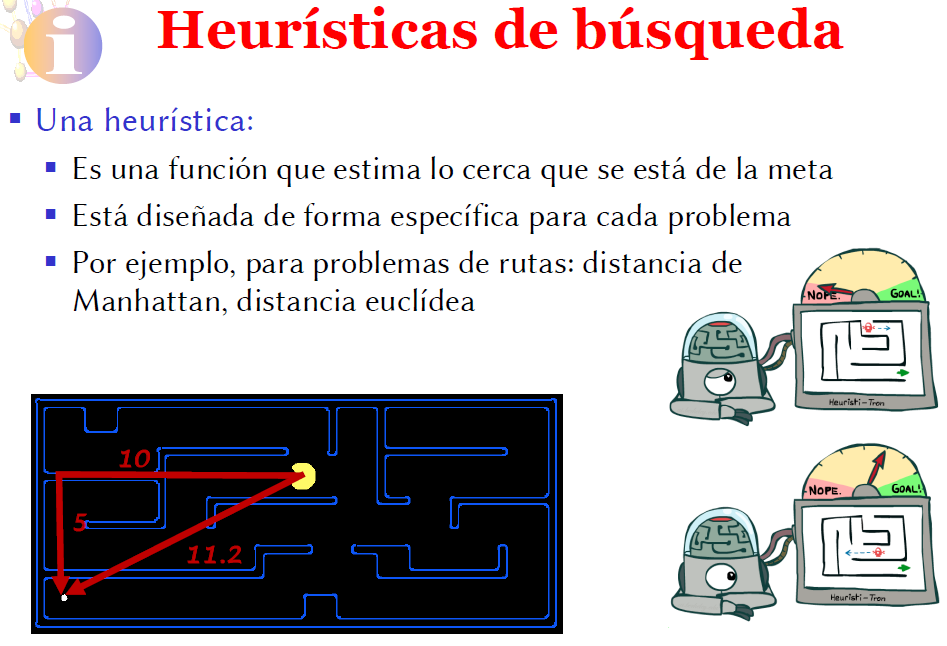 i
Heurísticas de búsqueda
Una heurística:
Es una función que estima lo cerca que se está de la meta
Está diseñada de forma específica para cada problema
Por ejemplo, para problemas de rutas: distancia de
Manhattan, distancia euclídea
NOPE.
GOAL!
Heuristi-Tron
10
5
11.2
NOPE.
GOAL!
Heuristi-Tron